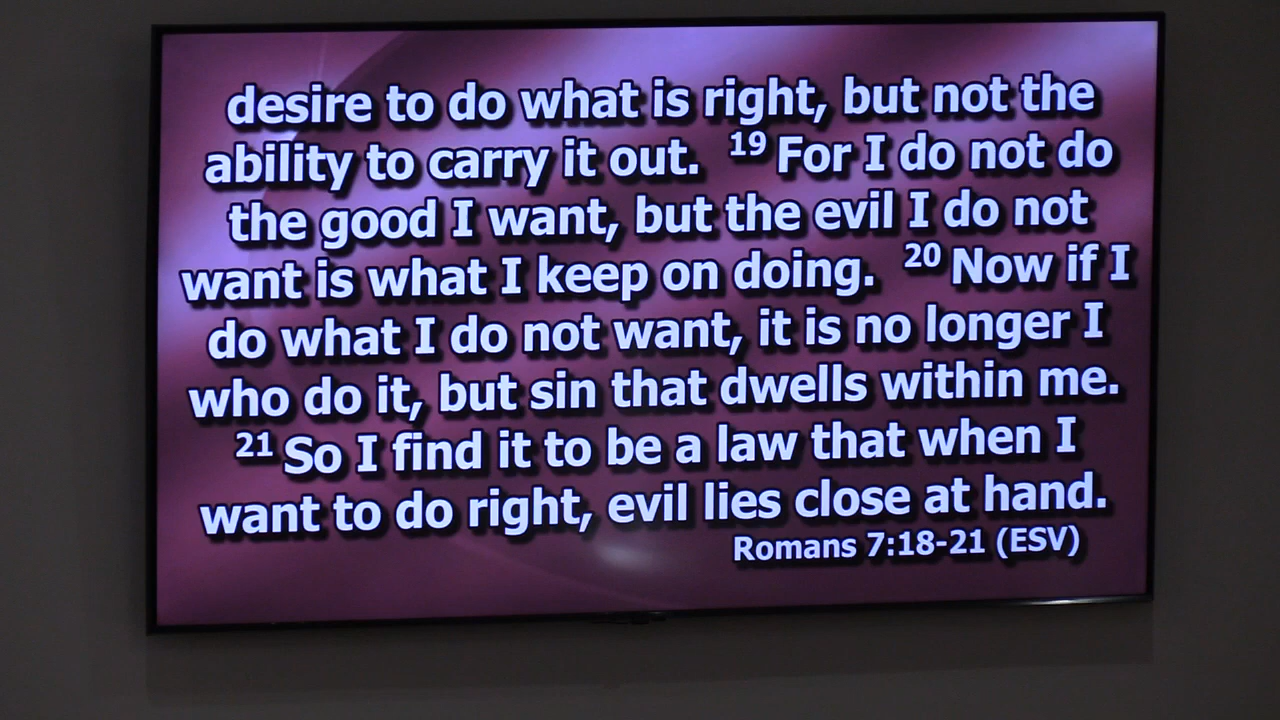 desire to do what is right, but not the
ability to carry it out. 19 For I do not do
the good I want, but the evil I do not
want is what I keep on doing. 20 Now if I
do what I do not want, it is no longer I
who do it, but sin that dwells within me.
21 So I find it to be a law that when I
want to do right, evil lies close at hand.
Romans 7:18-21 (ESV)